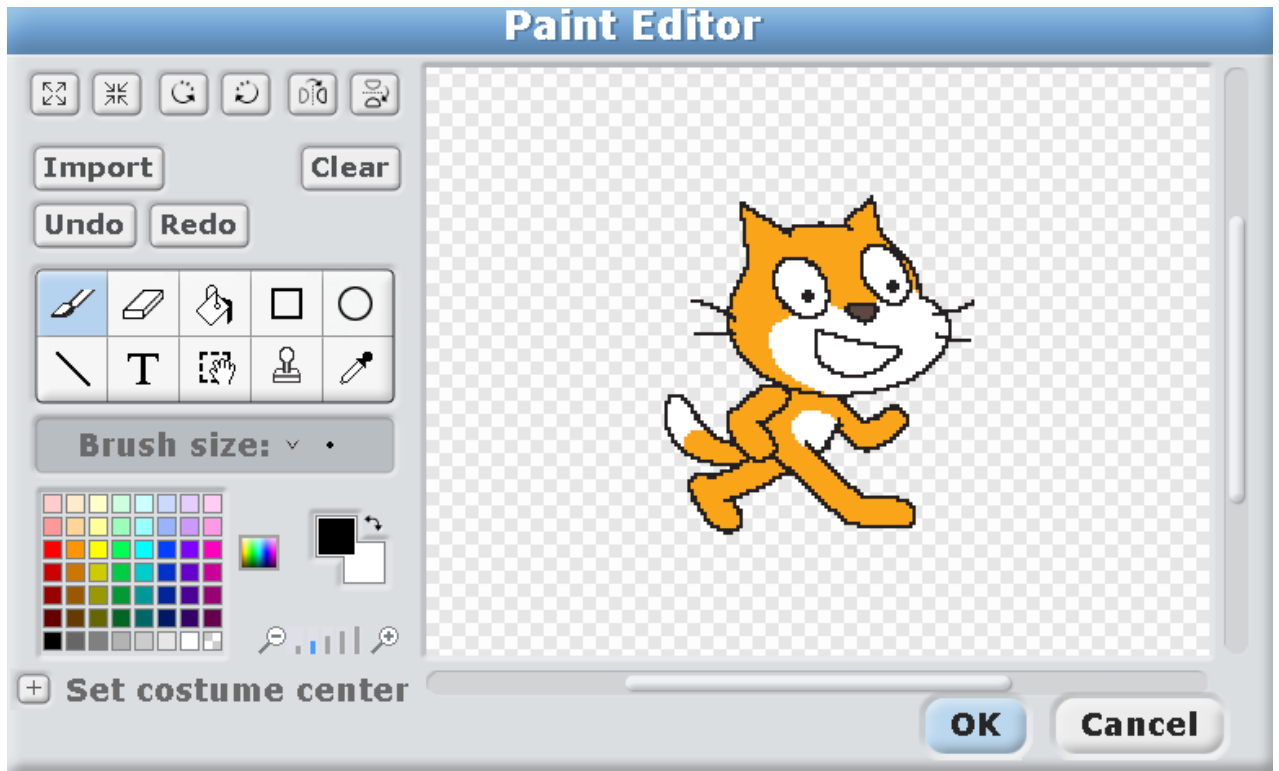 Paint Editor
Import
Clear
Undo
Redo
T
Brush size:
Set costume center
OK
Cancel